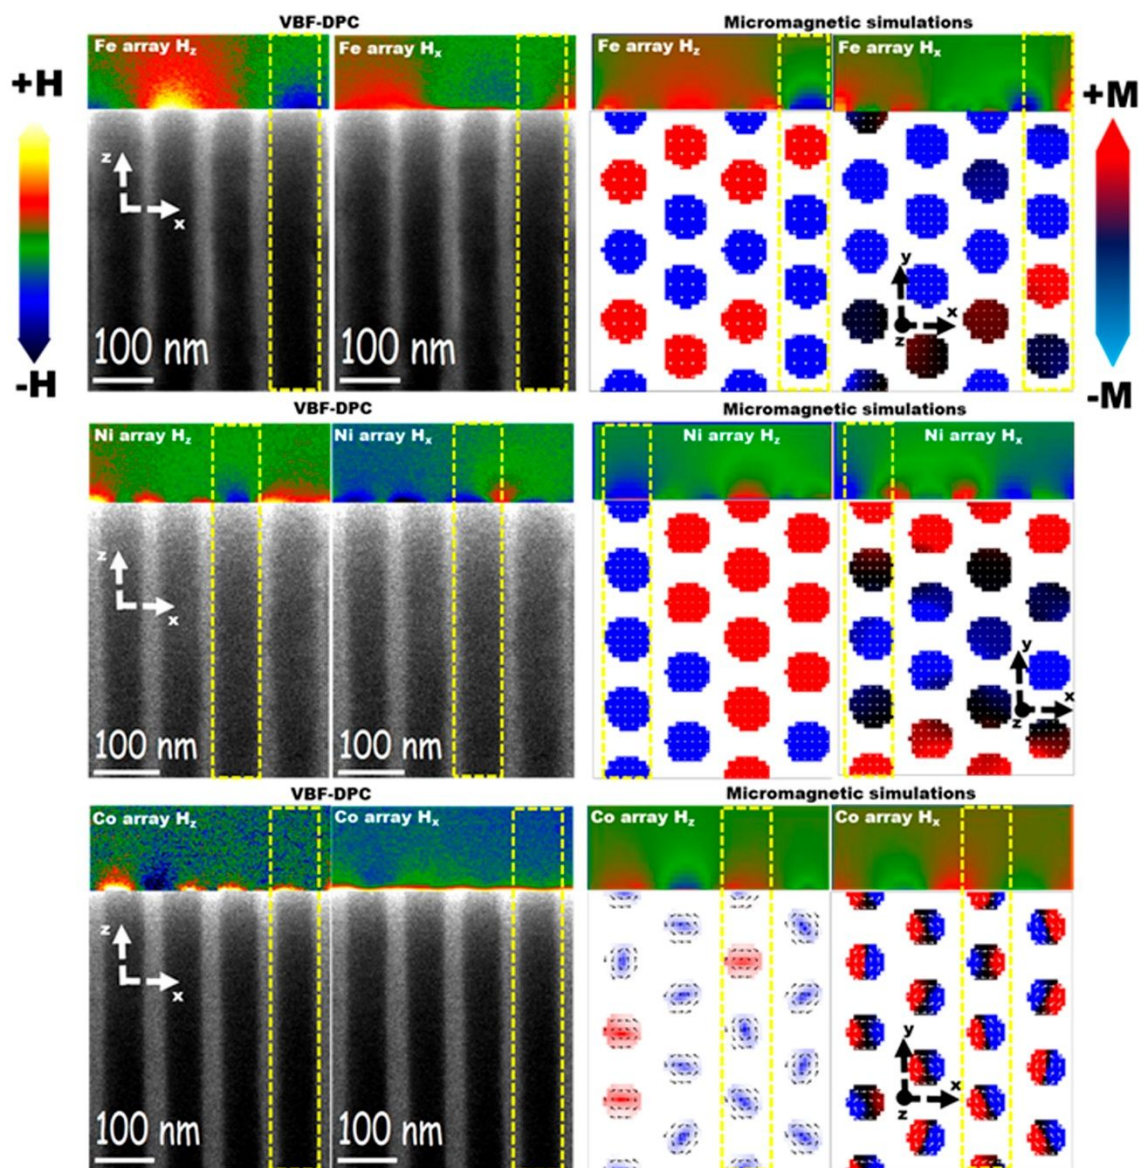 VBF-DPC
Micromagnetic simulations
+H
-H
Fe array Hz
Fe array Hx
Fe array Hz
Fe array Hx
+M
-M
z
x
100 nm
100 nm
y
x
z
VBF-DPC
Micromagnetic simulations
Ni array Hz
Ni array Hx
Ni array Hz
Ni array Hx
z
x
100 nm
100 nm
y
x
z
VBF-DPC
Micromagnetic simulations
Co array Hz
Co array Hx
Co array Hz
Co array Hx
z
x
100 nm
100 nm
y
x
z